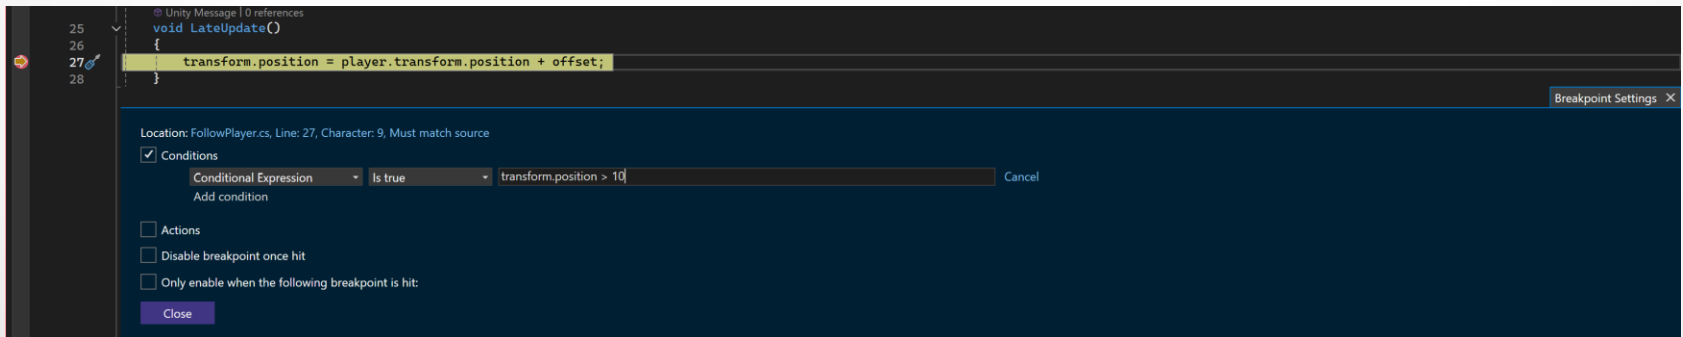 Unity Message | 0 references
25 void LateUpdate()
26 {
27 transform.position = player.transform.position + offset;
28 }
Breakpoint Settings
Location: FollowPlayer.cs, Line: 27, Character: 9, Must match source
Conditions
Conditional Expression Is true transform.position > 10 Cancel
Add condition
Actions
Disable breakpoint once hit
Only enable when the following breakpoint is hit:
Close